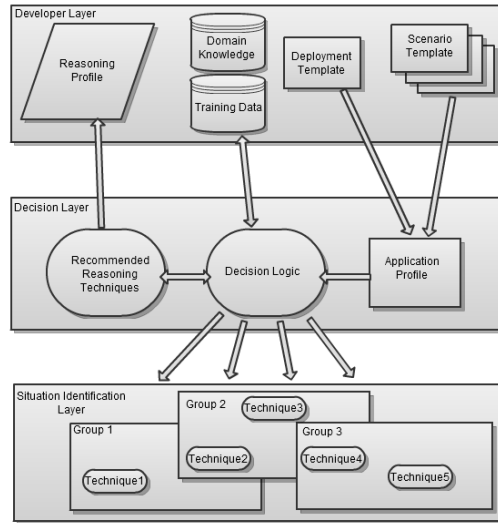 Developer Layer
Reasoning
Profile
Domain
Knowledge
Training Data
Deployment
Template
Scenario
Template
Decision Layer
Recommended
Reasoning
Techniques
Decision Logic
Application
Profile
Situation Identification
Layer
Group 1
Technique1
Group 2
Technique3
Technique2
Group 3
Technique4
Technique5